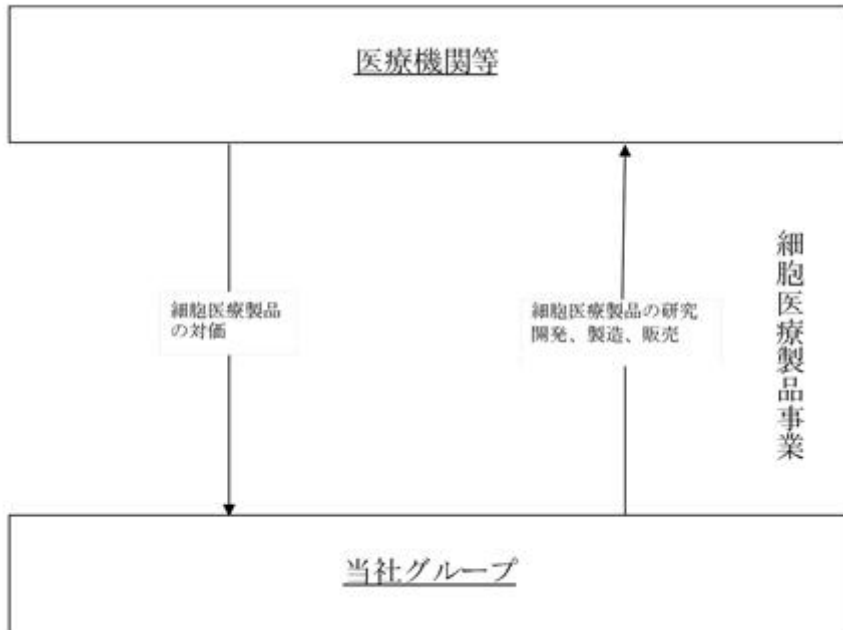 医療機関等
細胞医療製品
の対価
細胞医療製品の研究
開発、製造、販売
細胞医療製品事業
当社グループ